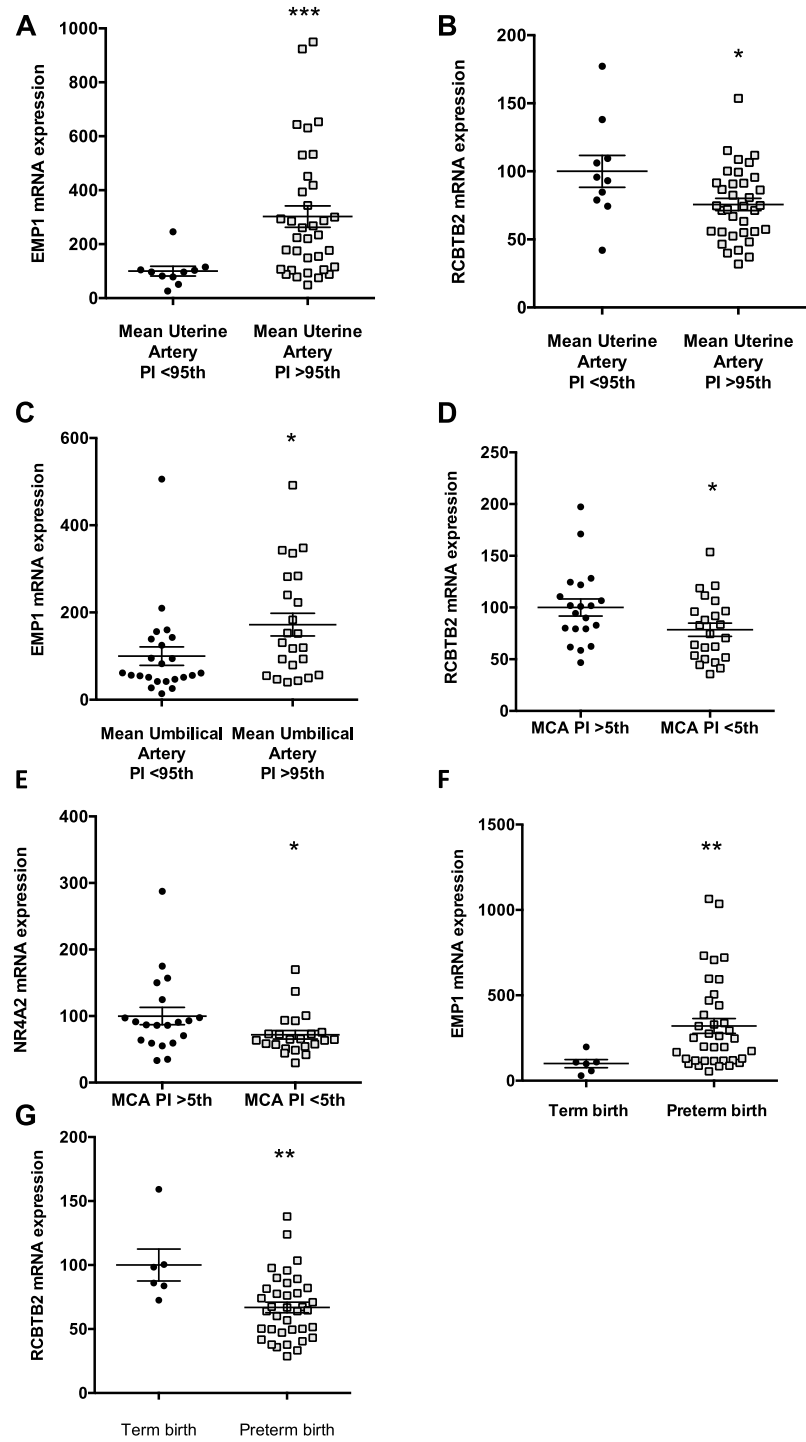 A
***
EMP1 mRNA expression
1000
800
600
400
200
0
Mean Uterine
Artery
PI <95th
Mean Uterine
Artery
PI >95th
B
*
RCBTB2 mRNA expression
200
150
100
50
0
Mean Uterine
Artery
PI <95th
Mean Uterine
Artery
PI >95th
C
*
EMP1 mRNA expression
600
400
200
0
Mean Umbilical
Artery
PI <95th
Mean Umbilical
Artery
PI >95th
D
*
RCBTB2 mRNA expression
250
200
150
100
50
0
MCA PI >5th
MCA PI <5th
E
*
NR4A2 mRNA expression
400
300
200
100
0
MCA PI >5th
MCA PI <5th
F
**
EMP1 mRNA expression
1500
1000
500
0
Term birth
Preterm birth
G
**
RCBTB2 mRNA expression
200
150
100
50
0
Term birth
Preterm birth